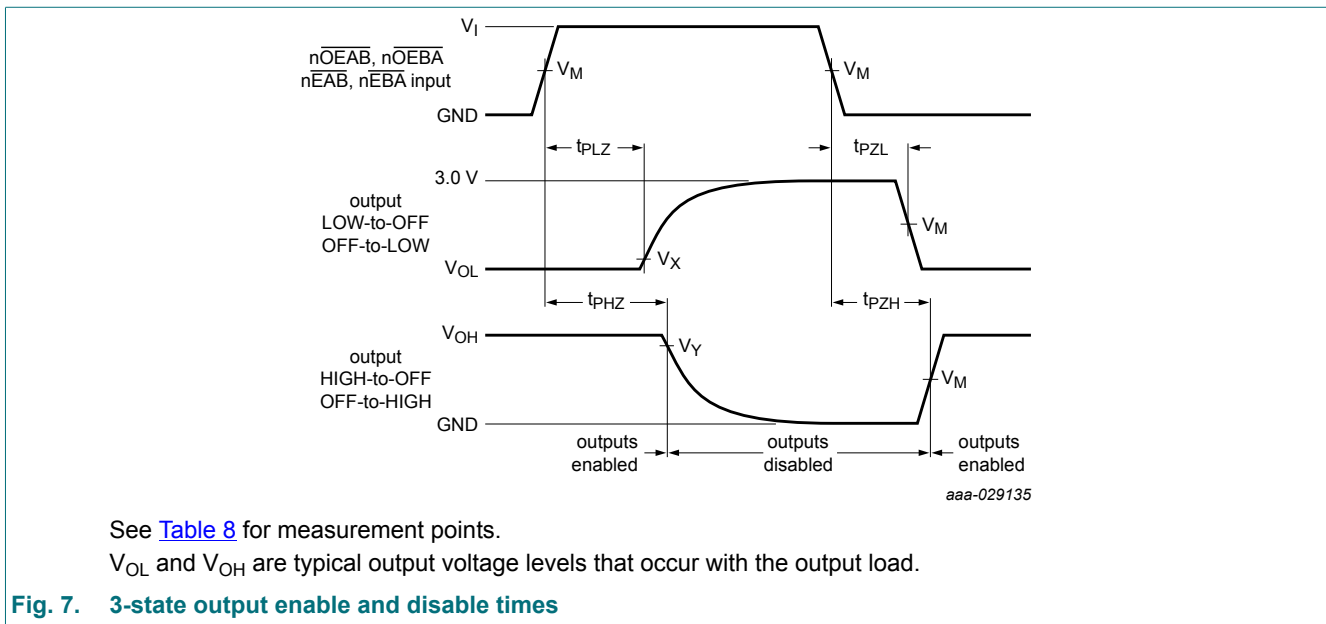 V_I
nOEAB, nOEBA
nEAB, nEBA input
V_M
V_M
GND
t_PLZ
t_PZL
3.0 V
output
LOW-to-OFF
OFF-to-LOW
V_M
V_X
V_OL
t_PHZ
t_PZH
V_OH
output
HIGH-to-OFF
OFF-to-HIGH
V_Y
V_M
GND
outputs
enabled
outputs
disabled
outputs
enabled
aaa-029135
See Table 8 for measurement points.
V_OL and V_OH are typical output voltage levels that occur with the output load.
Fig. 7. 3-state output enable and disable times